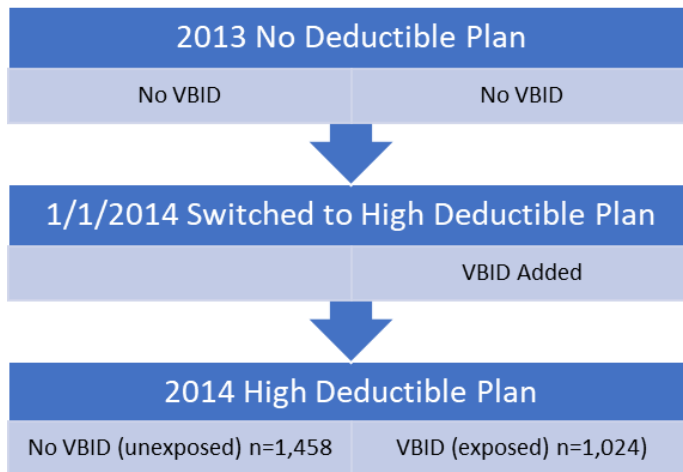 2013 No Deductible Plan
No VBID No VBID
1/1/2014 Switched to High Deductible Plan
VBID Added
2014 High Deductible Plan
No VBID (unexposed) n=1,458 VBID (exposed) n=1,024)